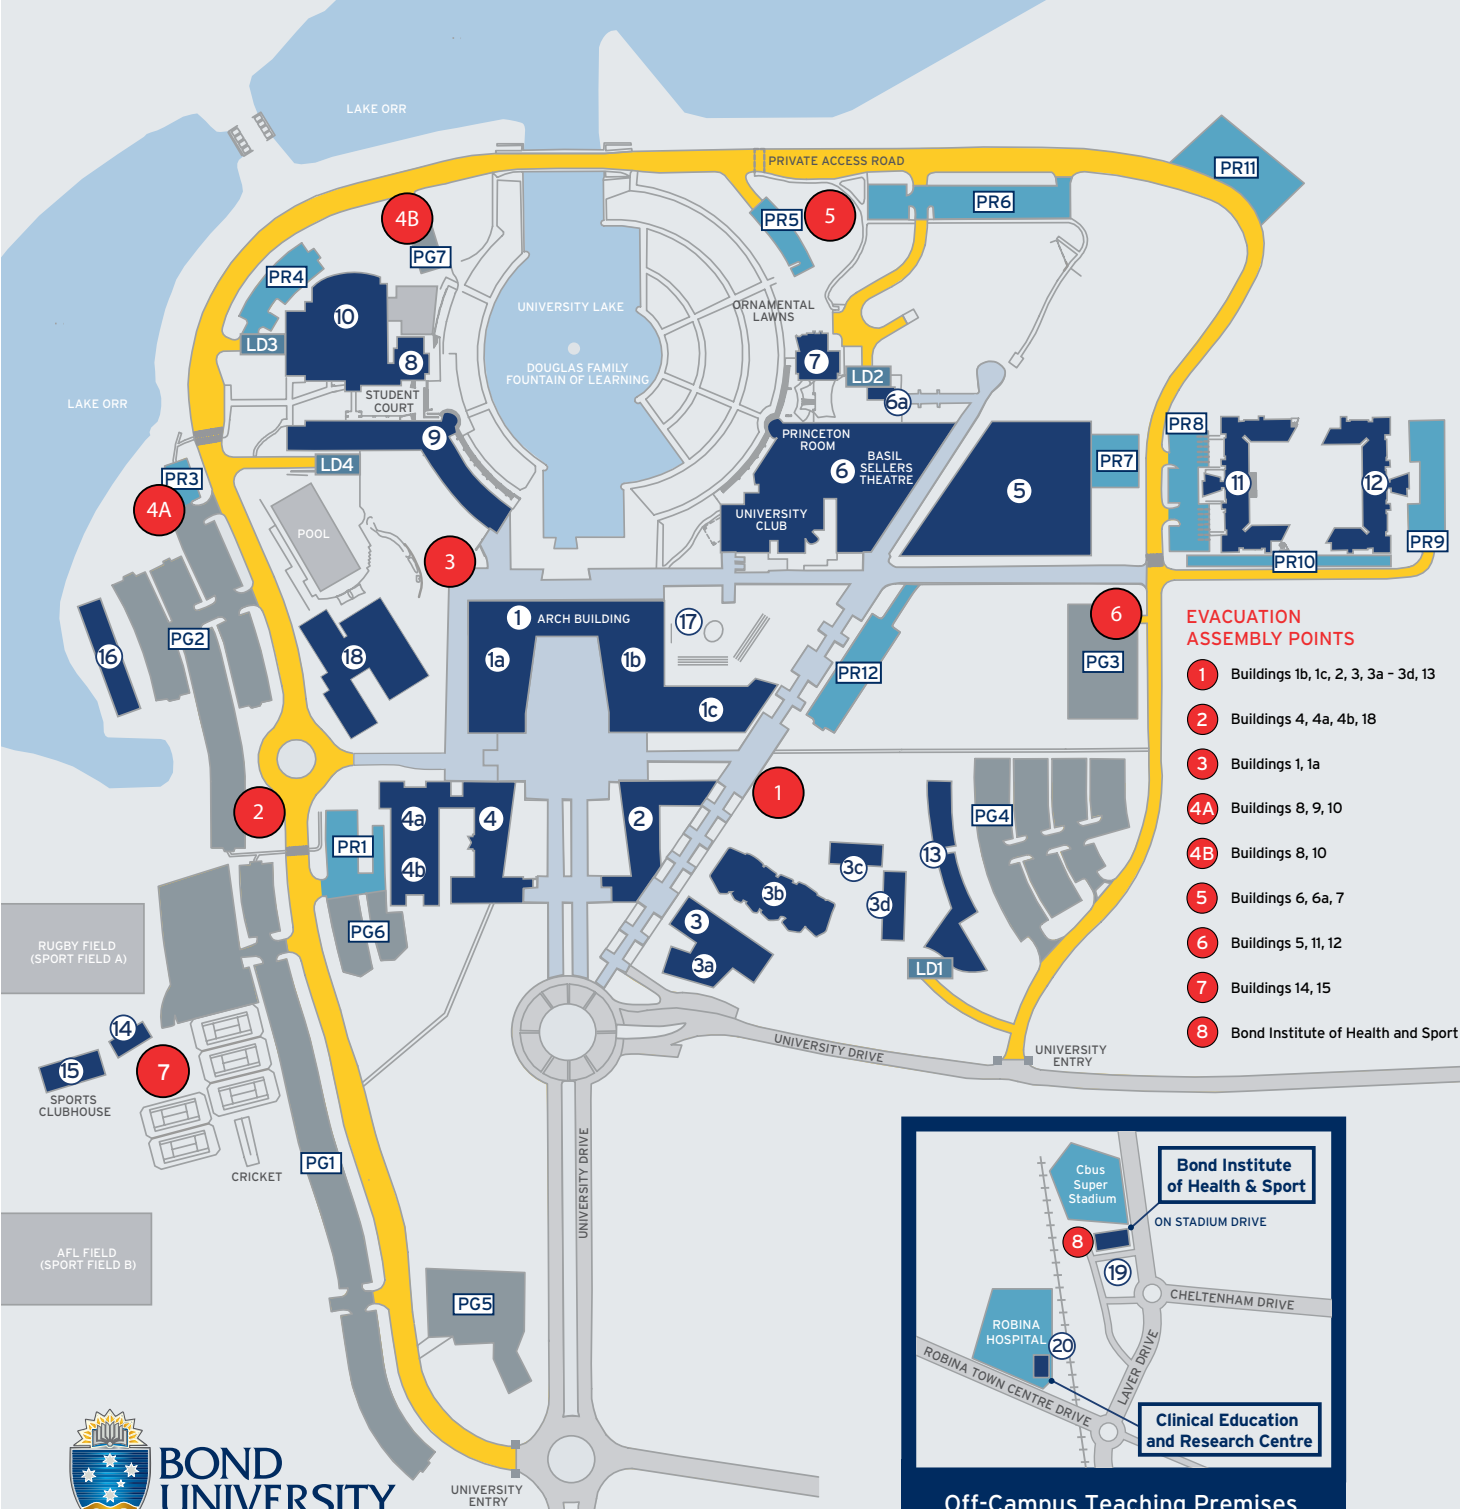 LAKE ORR
PRIVATE ACCESS ROAD
PR11
PR6
4B
PR5
5
PG7
PR4
UNIVERSITY LAKE
ORNAMENTAL
LAWNS
10
LD3
8
7
DOUGLAS FAMILY
FOUNTAIN OF LEARNING
LD2
STUDENT
COURT
6a
LAKE ORR
PR8
9
PRINCETON
ROOM
BASIL
SELLERS
THEATRE
6
PR7
LD4
PR3
5
11
12
4A
UNIVERSITY
CLUB
POOL
PR9
3
PR10
1
ARCH BUILDING
17
6
EVACUATION
ASSEMBLY POINTS
PG2
16
18
1a
1b
PG3
PR12
1 Buildings 1b, 1c, 2, 3, 3a – 3d, 13
1c
2 Buildings 4, 4a, 4b, 18
3 Buildings 1, 1a
1
2
4a
4
2
PG4
4A Buildings 8, 9, 10
PR1
4b
13
3c
4B Buildings 8, 10
3b
3d
5 Buildings 6, 6a, 7
PG6
3
6 Buildings 5, 11, 12
RUGBY FIELD
(SPORT FIELD A)
3a
LD1
7 Buildings 14, 15
14
8 Bond Institute of Health and Sport
UNIVERSITY DRIVE
UNIVERSITY
ENTRY
15
7
SPORTS
CLUBHOUSE
CRICKET
PG1
UNIVERSITY DRIVE
AFL FIELD
(SPORT FIELD B)
PG5
Cbus
Super
Stadium
Bond Institute
of Health & Sport
ON STADIUM DRIVE
8
19
CHELTENHAM DRIVE
ROBINA
HOSPITAL
20
LAVER DRIVE
ROBINA TOWN CENTRE DRIVE
Clinical Education
and Research Centre
BOND
UNIVERSITY
UNIVERSITY
ENTRY
Off-Campus Teaching Premises